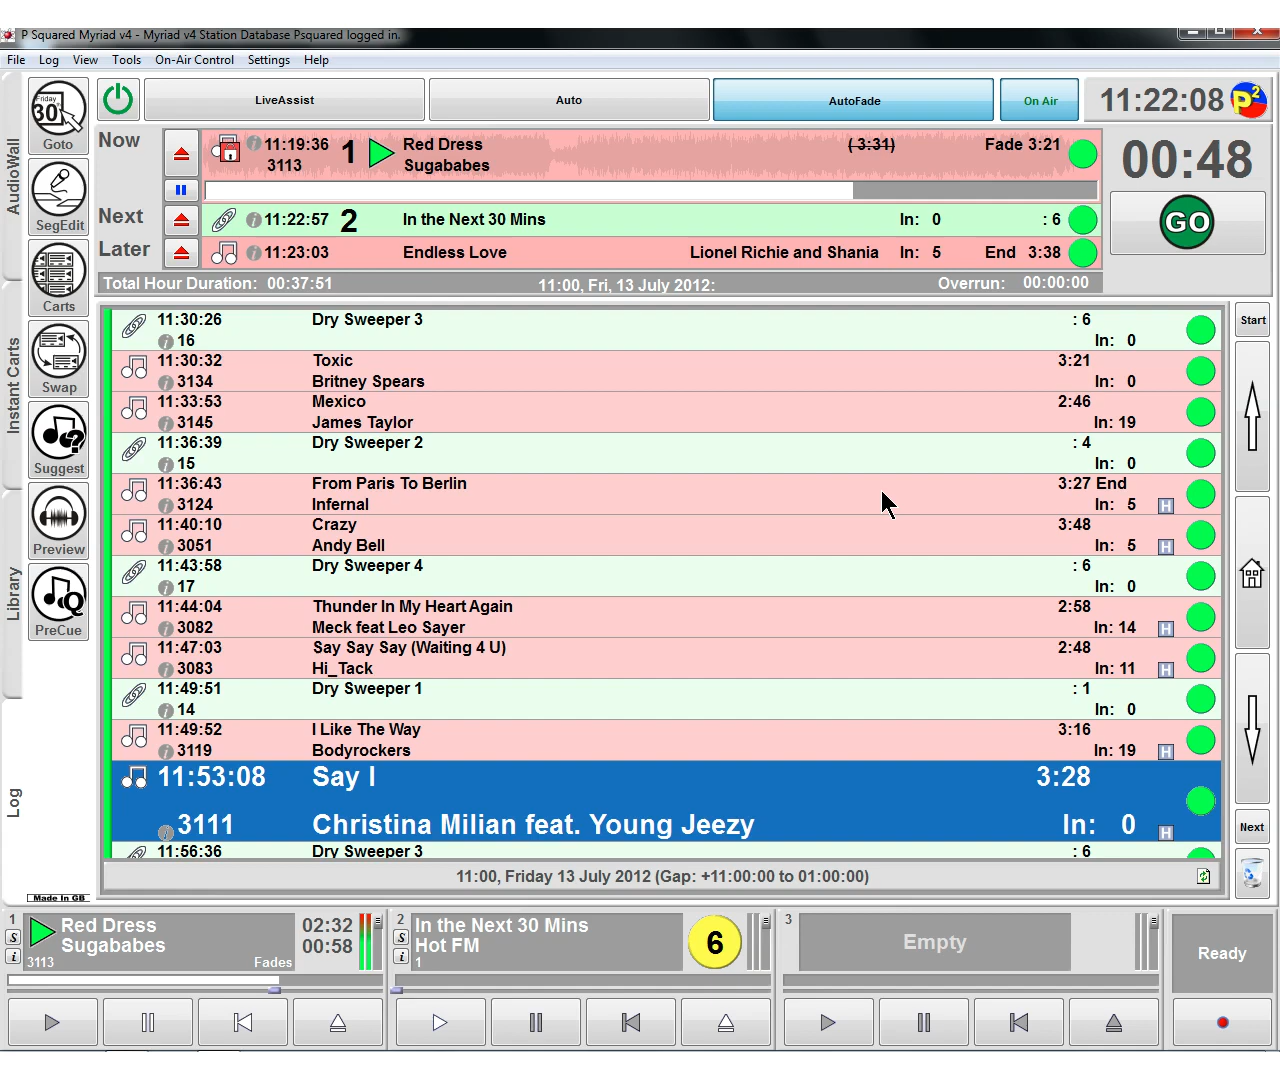 P Squared Myriad v4 - Myriad v4 Station Database Psquared logged in.
File Log View Tools On-Air Control Settings Help
AudioWall
Instant Carts
Library
Log
Friday
30
Goto
SegEdit
Carts
Swap
Suggest
Preview
PreCue
Made In GB
LiveAssist Auto AutoFade On Air 11:22:08 P2
Now 11:19:36 1 Red Dress (3:31) Fade 3:21
3113 Sugababes
00:48
GO
Next 11:22:57 2 In the Next 30 Mins In: 0 : 6
Later 11:23:03 Endless Love Lionel Richie and Shania In: 5 End 3:38
Total Hour Duration: 00:37:51 11:00, Fri, 13 July 2012: Overrun: 00:00:00
11:30:26 Dry Sweeper 3 : 6
16 In: 0
11:30:32 Toxic 3:21
3134 Britney Spears In: 0
11:33:53 Mexico 2:46
3145 James Taylor In: 19
11:36:39 Dry Sweeper 2 : 4
15 In: 0
11:36:43 From Paris To Berlin 3:27 End
3124 Infernal In: 5 H
11:40:10 Crazy 3:48
3051 Andy Bell In: 5 H
11:43:58 Dry Sweeper 4 : 6
17 In: 0
11:44:04 Thunder In My Heart Again 2:58
3082 Meck feat Leo Sayer In: 14 H
11:47:03 Say Say Say (Waiting 4 U) 2:48
3083 Hi_Tack In: 11 H
11:49:51 Dry Sweeper 1 : 1
14 In: 0
11:49:52 I Like The Way 3:16
3119 Bodyrockers In: 19 H
11:53:08 Say I 3:28
3111 Christina Milian feat. Young Jeezy In: 0 H
11:56:36 Dry Sweeper 3 : 6
11:00, Friday 13 July 2012 (Gap: +11:00:00 to 01:00:00)
Start
Next
1 Red Dress 02:32
S Sugababes 00:58
i 3113 Fades
2 In the Next 30 Mins
S Hot FM 6
i 1
3 Empty
Ready